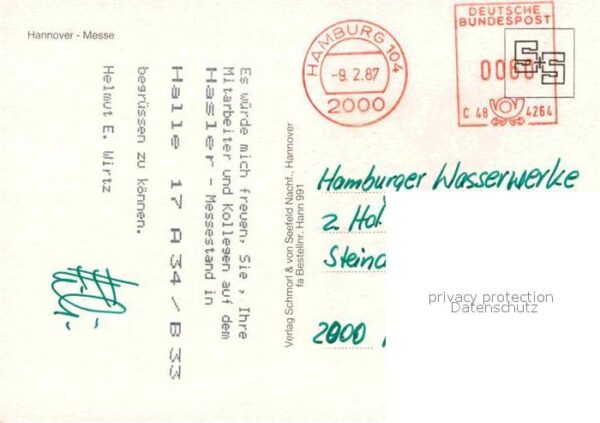 Hannover - Messe
Es würde mich freuen, Sie , Ihre
Mitarbeiter und Kollegen auf dem
Hasler - Messestand in
Halle 17 A34/B33
begrüssen zu können.
Helmut E. Wirtz
Verlag Schmorl & von Seefeld Nachf., Hannover
fa Bestellnr. Hann 991
HAMBURG 104
-9. 2.87
2000
DEUTSCHE
BUNDESPOST
S+S
C 48 4264
Hamburger Wasserwerke
z. Hd.
2000
privacy protection
Datenschutz